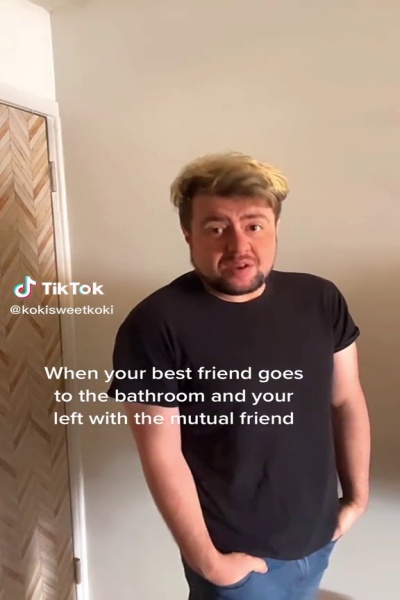 TikTok
@kokisweetkoki
When your best friend goes
to the bathroom and your
left with the mutual friend